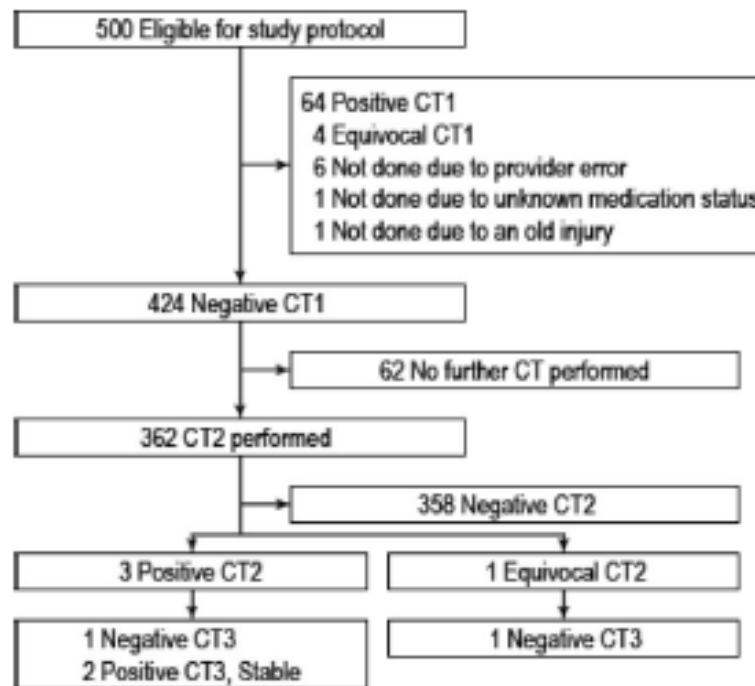 500 Eligible for study protocol
64 Positive CT1
4 Equivocal CT1
6 Not done due to provider error
1 Not done due to unknown medication status
1 Not done due to an old injury
424 Negative CT1
62 No further CT performed
362 CT2 performed
358 Negative CT2
3 Positive CT2
1 Equivocal CT2
1 Negative CT3
2 Positive CT3, Stable
1 Negative CT3